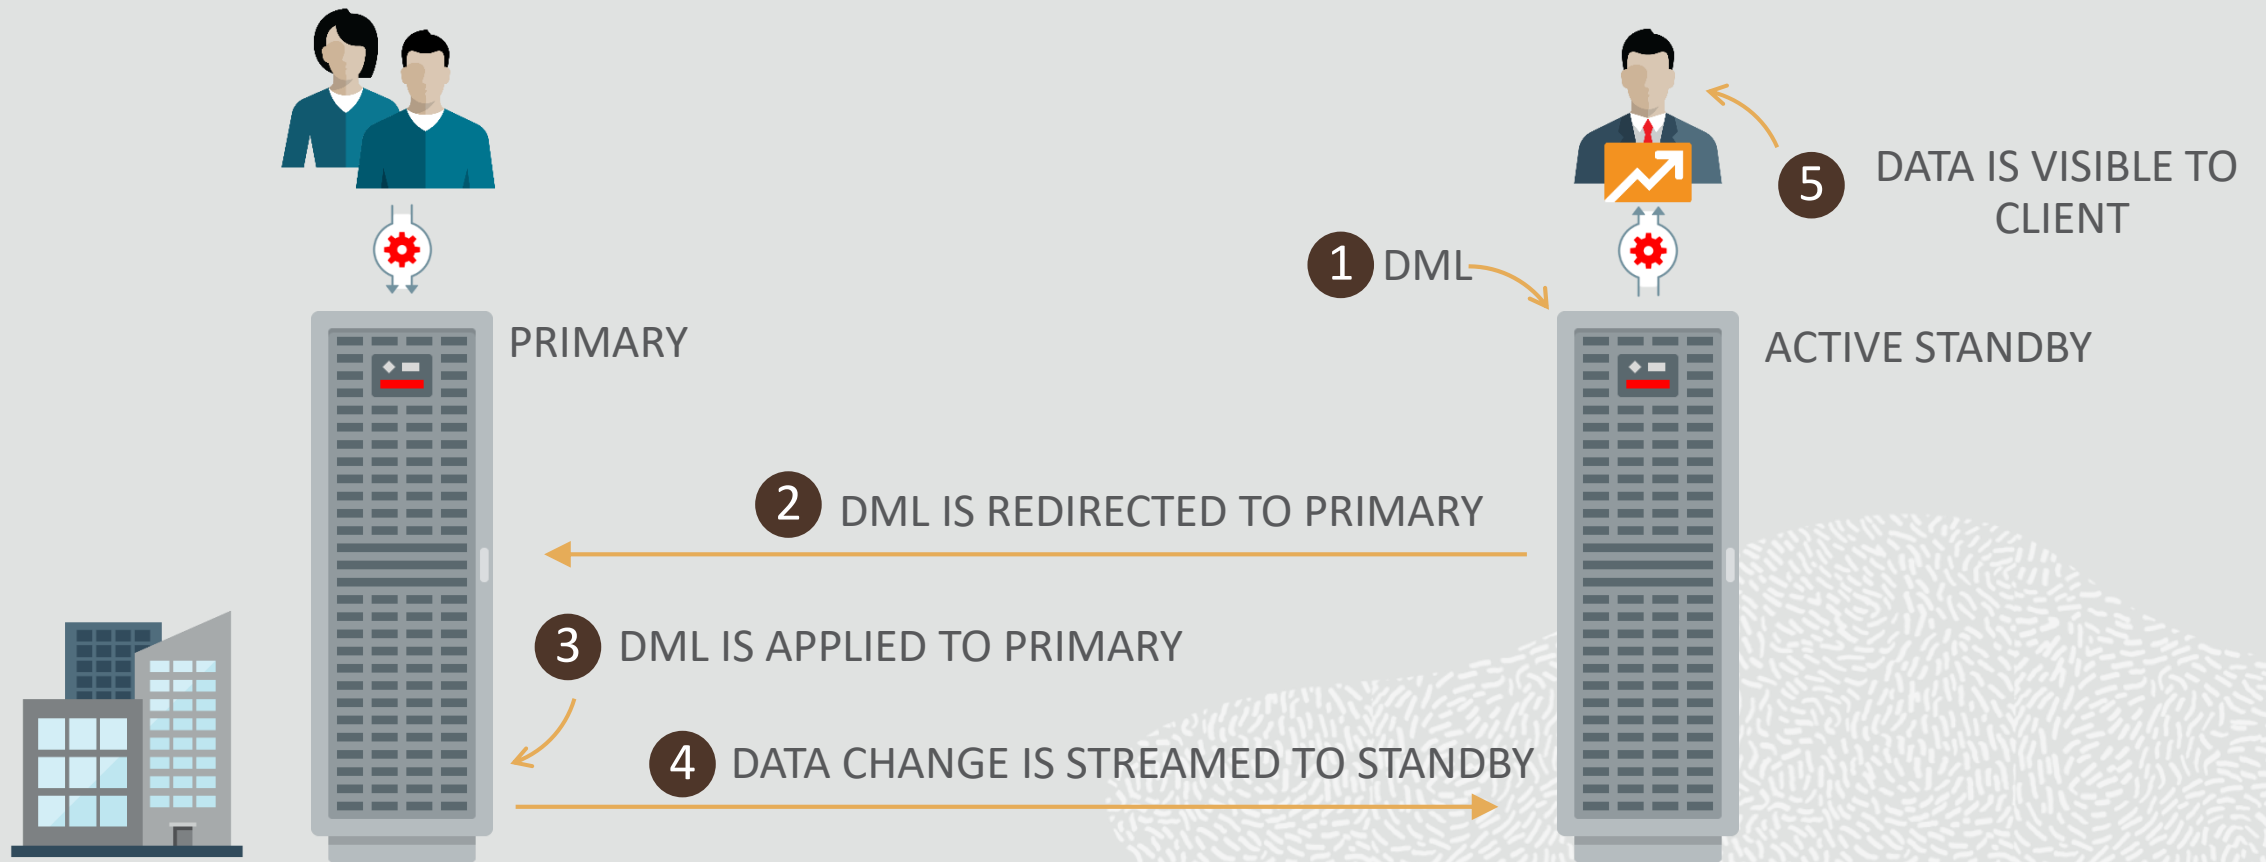 PRIMARY
1 DML
ACTIVE STANDBY
5 DATA IS VISIBLE TO
CLIENT
2 DML IS REDIRECTED TO PRIMARY
3 DML IS APPLIED TO PRIMARY
4 DATA CHANGE IS STREAMED TO STANDBY